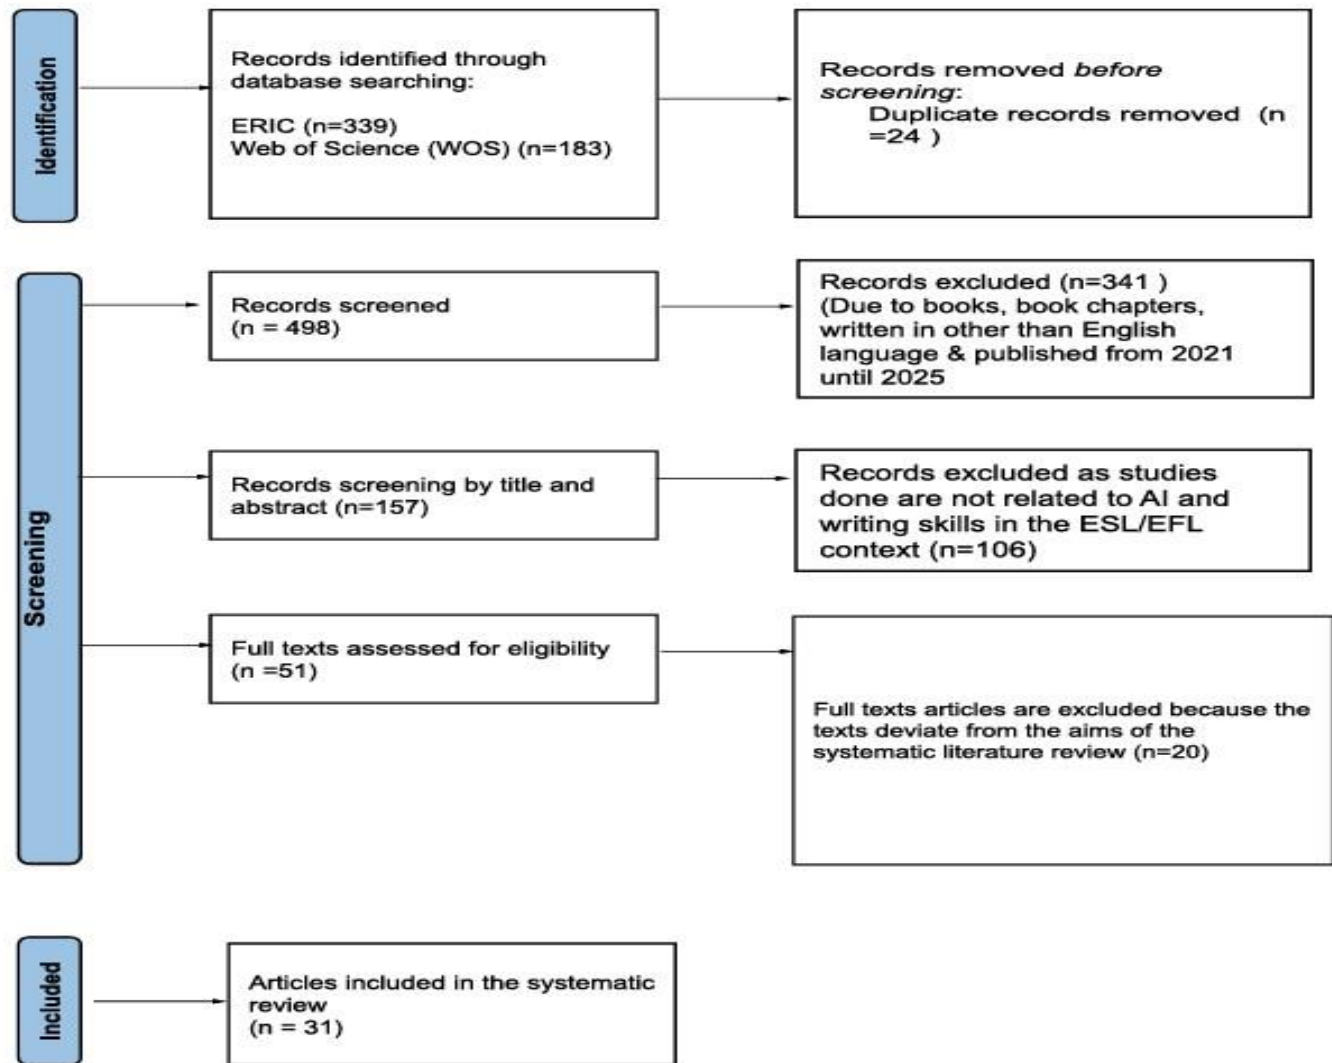 Identification
Records identified through
database searching:
ERIC (n=339)
Web of Science (WOS) (n=183)
Records removed before
screening:
Duplicate records removed (n
=24 )
Screening
Records screened
(n = 498)
Records excluded (n=341 )
(Due to books, book chapters,
written in other than English
language & published from 2021
until 2025
Records screening by title and
abstract (n=157)
Records excluded as studies
done are not related to AI and
writing skills in the ESL/EFL
context (n=106)
Full texts assessed for eligibility
(n =51)
Full texts articles are excluded because the
texts deviate from the aims of the
systematic literature review (n=20)
Included
Articles included in the systematic
review
(n = 31)